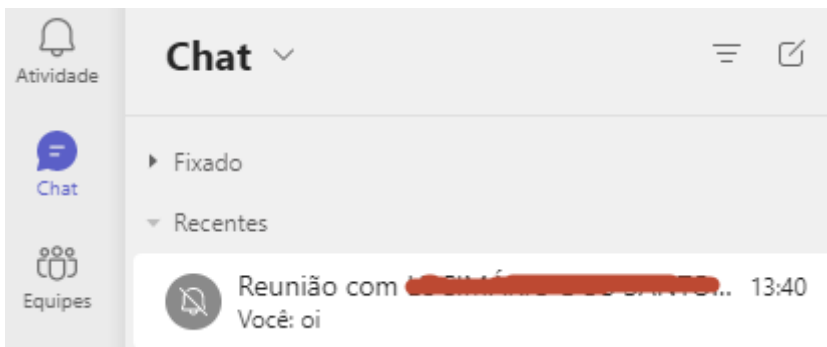 Atividade
Chat
Fixado
Chat
Recentes
Equipes
Reunião com 13:40
Você: oi